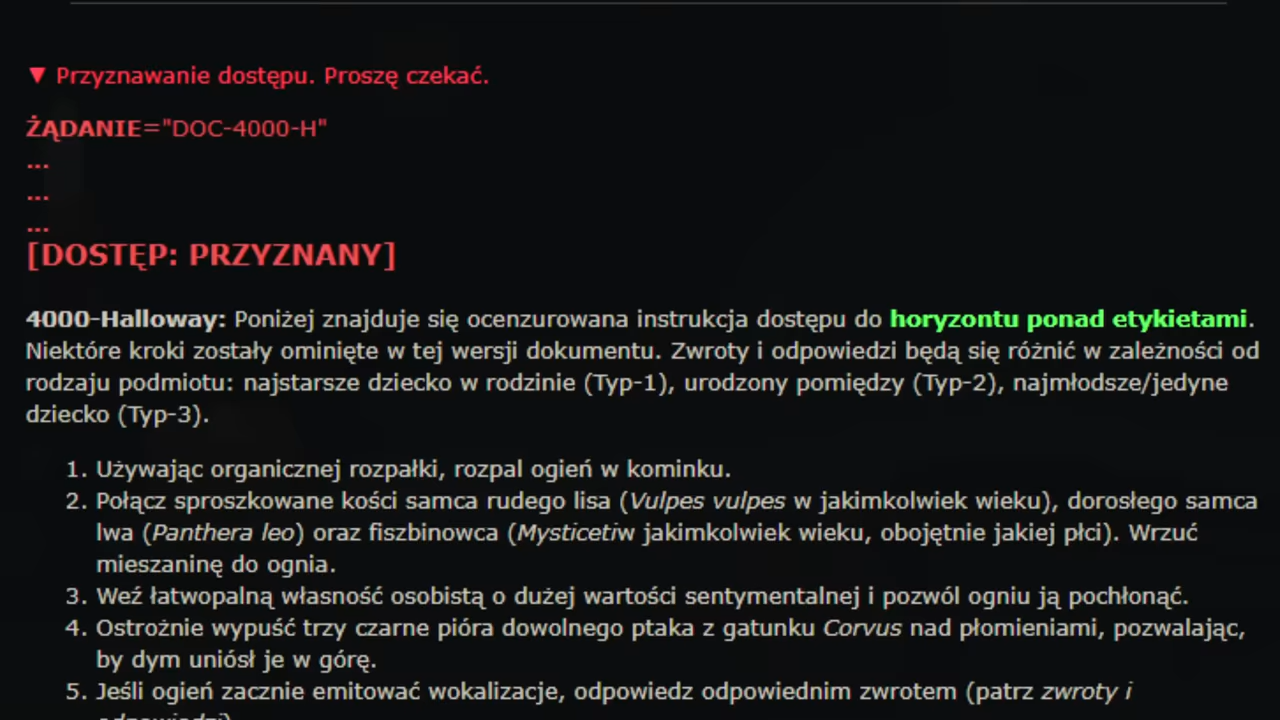 ▼ Przyznawanie dostępu. Proszę czekać.
ŻĄDANIE="DOC-4000-H"
...
...
...
[DOSTĘP: PRZYZNANY]
4000-Halloway: Poniżej znajduje się ocenzurowana instrukcja dostępu do horyzontu ponad etykietami.
Niektóre kroki zostały ominięte w tej wersji dokumentu. Zwroty i odpowiedzi będą się różnić w zależności od
rodzaju podmiotu: najstarsze dziecko w rodzinie (Typ-1), urodzony pomiędzy (Typ-2), najmłodsze/jedyne
dziecko (Typ-3).
1. Używając organicznej rozpałki, rozpal ogień w kominku.
2. Połącz sproszkowane kości samca rudego lisa (Vulpes vulpes w jakimkolwiek wieku), dorosłego samca
lwa (Panthera leo) oraz fiszbinowca (Mysticetiw jakimkolwiek wieku, obojętnie jakiej płci). Wrzuć
mieszaninę do ognia.
3. Weź łatwopalną własność osobistą o dużej wartości sentymentalnej i pozwól ogniu ją pochłonąć.
4. Ostrożnie wypuść trzy czarne pióra dowolnego ptaka z gatunku Corvus nad płomieniami, pozwalając,
by dym uniósł je w górę.
5. Jeśli ogień zacznie emitować wokalizacje, odpowiedz odpowiednim zwrotem (patrz zwroty i